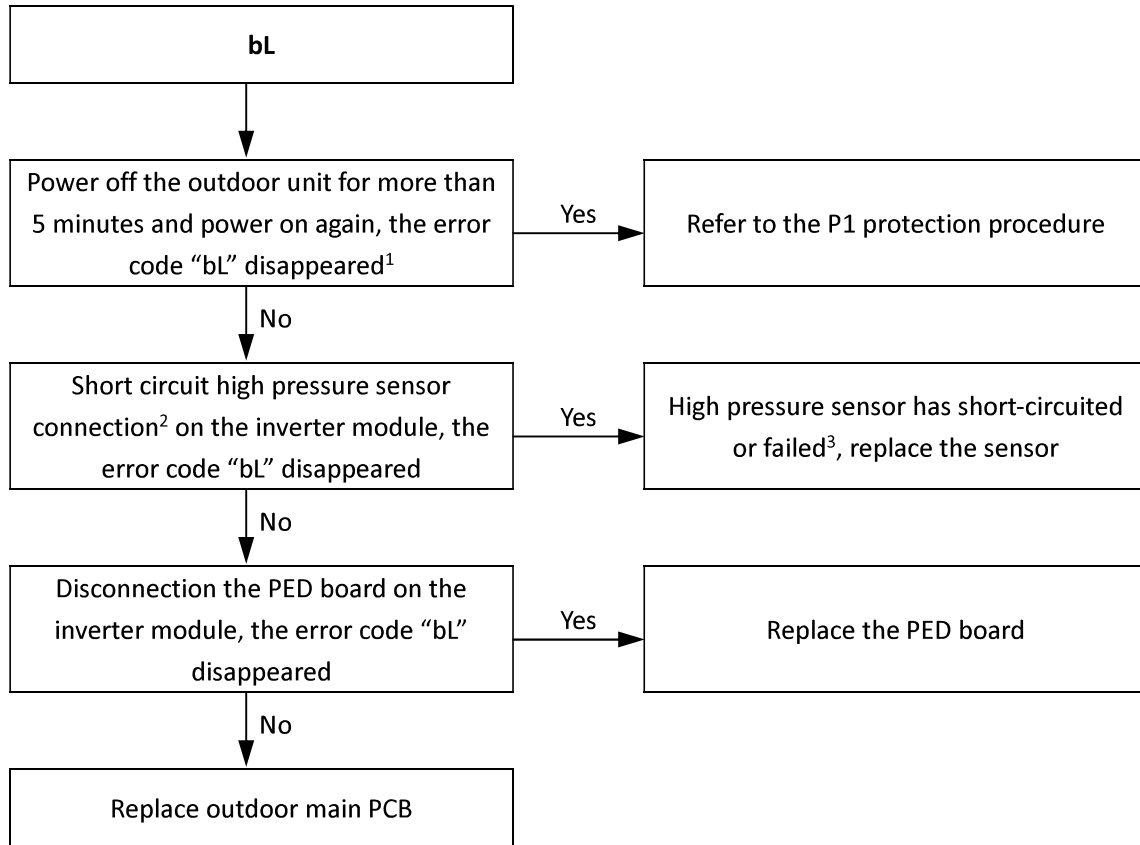 bL
Power off the outdoor unit for more than
5 minutes and power on again, the error
code “bL” disappeared¹
Yes
Refer to the P1 protection procedure
No
Short circuit high pressure sensor
connection² on the inverter module, the
error code “bL” disappeared
Yes
High pressure sensor has short-circuited
or failed³, replace the sensor
No
Disconnection the PED board on the
inverter module, the error code “bL”
disappeared
Yes
Replace the PED board
No
Replace outdoor main PCB